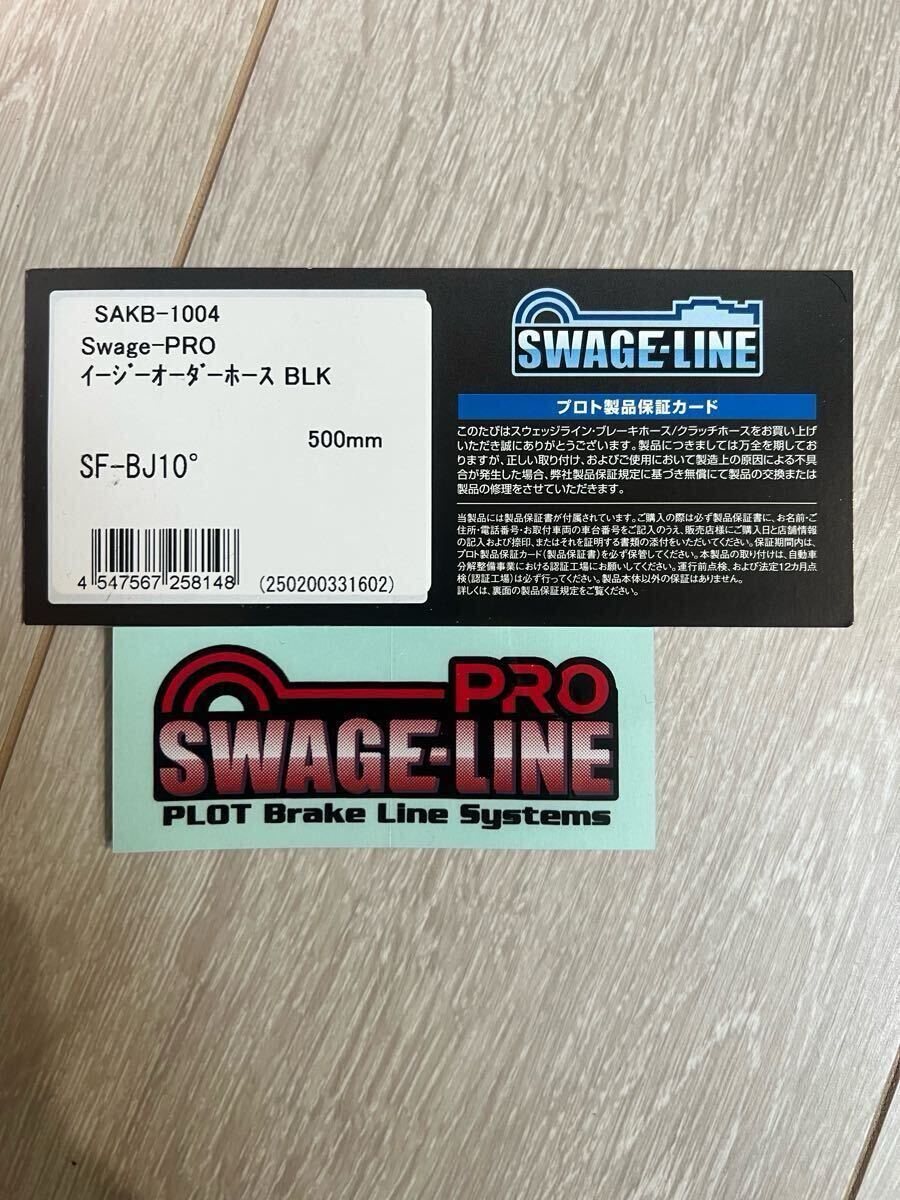 SAKB-1004
Swage-PRO
ｲｰｼﾞｰｵｰﾀﾞｰﾎｰｽ BLK
500mm
SF-BJ10°
4 547567 258148
(250200331602)
SWAGE-LINE
プロト製品保証カード
このたびはスウェッジライン・ブレーキホース/クラッチホースをお買い上げ
いただき誠にありがとうございます。製品につきましては万全を期してお
りますが、正しい取り付け、およびご使用において製造上の原因による不具
合が発生した場合、弊社製品保証規定に基づき無償にて製品の交換または
製品の修理をさせていただきます。
当製品には製品保証書が付属されています。ご購入の際は必ず製品保証書に、お名前・ご
住所・電話番号・お取付車両の車台番号をご記入のうえ、販売店様にご購入日と店舗情報
の記入および捺印、またはそれを証明する書類の添付をいただいてください。保証期間内は、
プロト製品保証カード(製品保証書)を必ず保管してください。本製品の取り付けは、自動車
分解整備事業における認証工場にお願いしてください。運行前点検、および法定12カ月点
検(認証工場)は必ず行ってください。製品本体以外の保証はありません。
詳しくは、裏面の製品保証規定をご覧ください。
PRO
SWAGE-LINE
PLOT Brake Line Systems